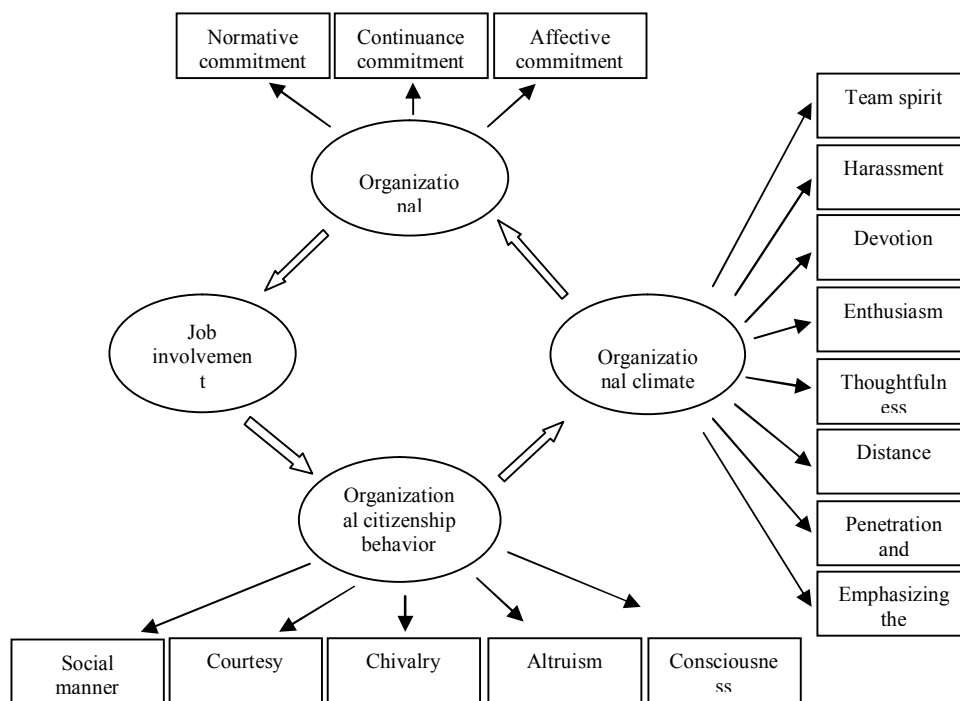 Normative
commitment
Continuance
commitment
Affective
commitment
Team spirit
Harassment
Devotion
Enthusiasm
Thoughtfuln
ess
Distance
Penetration
and
Emphasizing
the
Organizatio
nal
Job
involvemen
t
Organizatio
nal climate
Organization
al citizenship
behavior
Social
manner
Courtesy
Chivalry
Altruism
Consciousne
ss